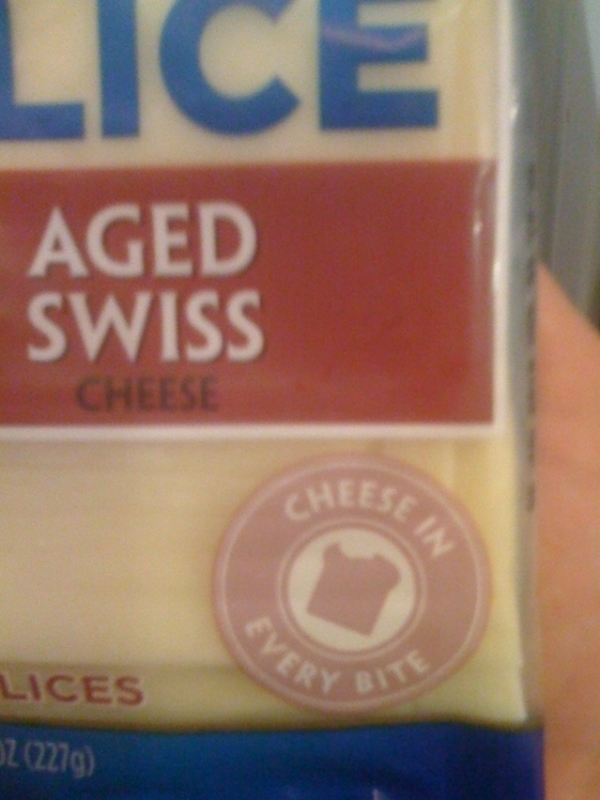 LICE
AGED
SWISS
CHEESE
CHEESE IN
EVERY BITE
LICES
OZ (227g)